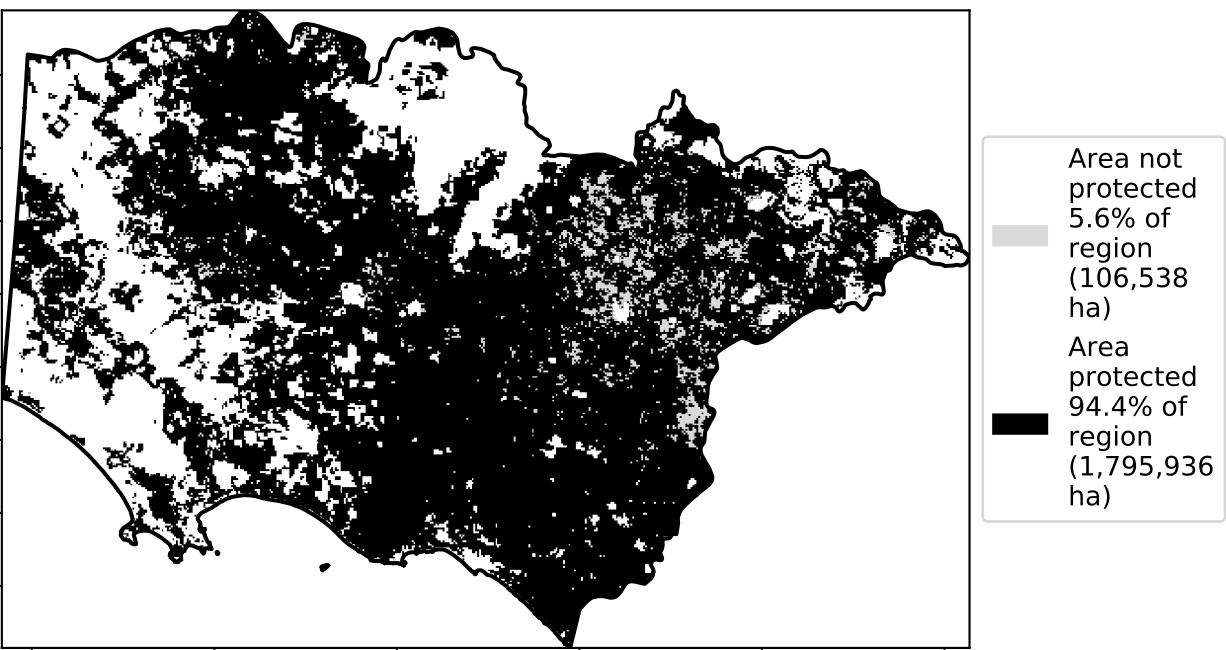 Area not
protected
5.6% of
region
(106,538
ha)
Area
protected
94.4% of
region
(1,795,936
ha)